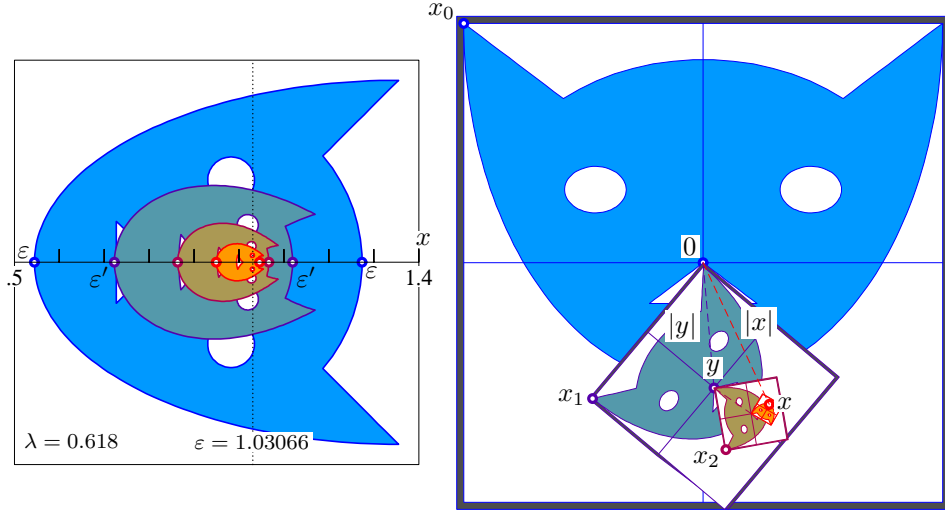 x
ε
ε′
ε′
ε
.5
1.4
λ = 0.618
ε = 1.03066
x₀
0
|y|
|x|
y
x₁
x
x₂